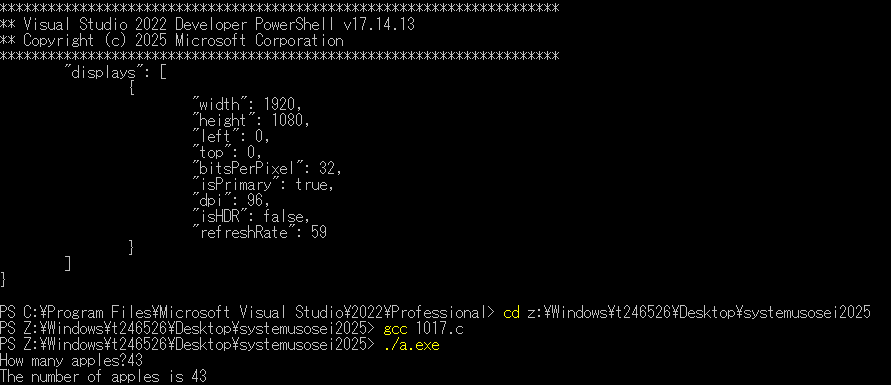 **********************************************************************
** Visual Studio 2022 Developer PowerShell v17.14.13
** Copyright (c) 2025 Microsoft Corporation
**********************************************************************
"displays": [
{
"width": 1920,
"height": 1080,
"left": 0,
"top": 0,
"bitsPerPixel": 32,
"isPrimary": true,
"dpi": 96,
"isHDR": false,
"refreshRate": 59
}
]
}
PS C:¥Program Files¥Microsoft Visual Studio¥2022¥Professional> cd z:¥Windows¥t246526¥Desktop¥systemusosei2025
PS Z:¥Windows¥t246526¥Desktop¥systemusosei2025> gcc 1017.c
PS Z:¥Windows¥t246526¥Desktop¥systemusosei2025> ./a.exe
How many apples?43
The number of apples is 43